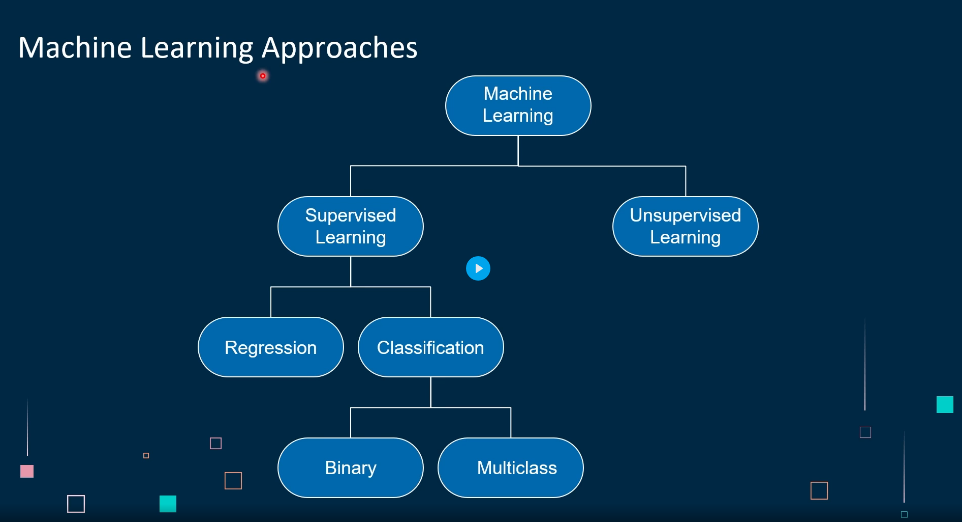 Machine Learning Approaches
Machine
Learning
Supervised
Learning
Unsupervised
Learning
Regression
Classification
Binary
Multiclass